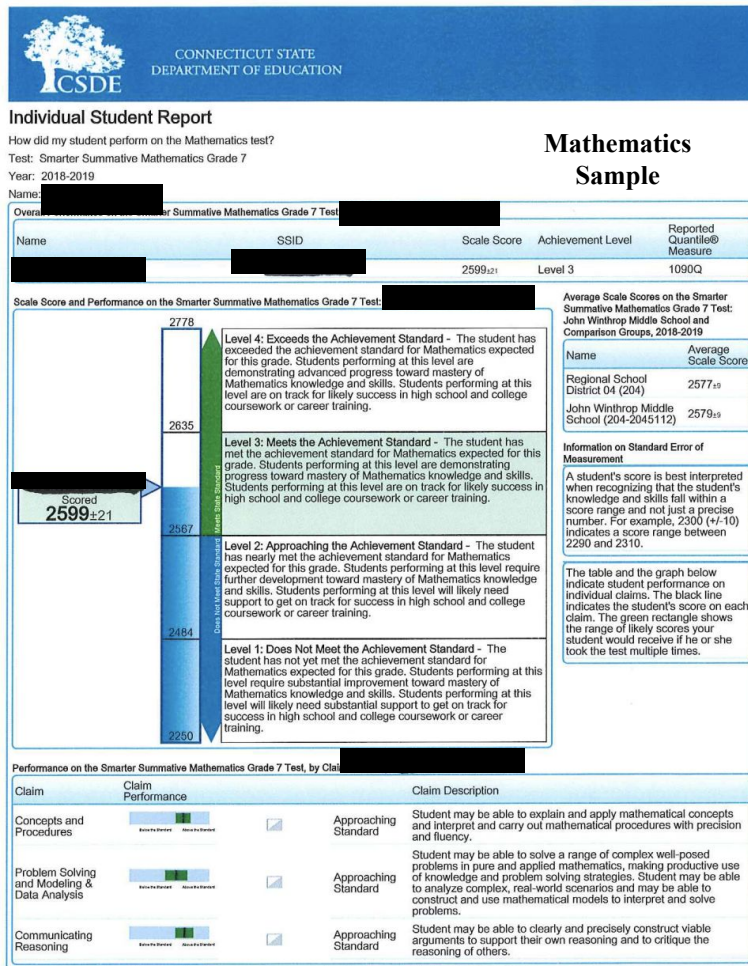 CSDE
CONNECTICUT STATE
DEPARTMENT OF EDUCATION
Individual Student Report
How did my student perform on the Mathematics test?
Test: Smarter Summative Mathematics Grade 7
Year: 2018-2019
Name:
Mathematics
Sample
Smarter Summative Mathematics Grade 7 Test
Name SSID Scale Score Achievement Level Reported
Quantile®
Measure
2599±21 Level 3 1090Q
Scale Score and Performance on the Smarter Summative Mathematics Grade 7 Test:
2778
2635
2567
2484
2250
Scored
2599±21
Meets State Standard
Does Not Meet State Standard
Level 4: Exceeds the Achievement Standard - The student has
exceeded the achievement standard for Mathematics expected
for this grade. Students performing at this level are
demonstrating advanced progress toward mastery of
Mathematics knowledge and skills. Students performing at this
level are on track for likely success in high school and college
coursework or career training.
Level 3: Meets the Achievement Standard - The student has
met the achievement standard for Mathematics expected for this
grade. Students performing at this level are demonstrating
progress toward mastery of Mathematics knowledge and skills.
Students performing at this level are on track for likely success in
high school and college coursework or career training.
Level 2: Approaching the Achievement Standard - The student
has nearly met the achievement standard for Mathematics
expected for this grade. Students performing at this level require
further development toward mastery of Mathematics knowledge
and skills. Students performing at this level will likely need
support to get on track for success in high school and college
coursework or career training.
Level 1: Does Not Meet the Achievement Standard - The
student has not yet met the achievement standard for
Mathematics expected for this grade. Students performing at this
level require substantial improvement toward mastery of
Mathematics knowledge and skills. Students performing at this
level will likely need substantial support to get on track for
success in high school and college coursework or career
training.
Average Scale Scores on the Smarter
Summative Mathematics Grade 7 Test:
John Winthrop Middle School and
Comparison Groups, 2018-2019
Name Average
Scale Score
Regional School
District 04 (204) 2577±9
John Winthrop Middle
School (204-2045112) 2579±9
Information on Standard Error of
Measurement
A student's score is best interpreted
when recognizing that the student's
knowledge and skills fall within a
score range and not just a precise
number. For example, 2300 (+/-10)
indicates a score range between
2290 and 2310.
The table and the graph below
indicate student performance on
individual claims. The black line
indicates the student's score on each
claim. The green rectangle shows
the range of likely scores your
student would receive if he or she
took the test multiple times.
Performance on the Smarter Summative Mathematics Grade 7 Test, by
Claim Claim
Performance Claim Description
Concepts and
Procedures
Below the Standard Above the Standard
Approaching
Standard
Student may be able to explain and apply mathematical concepts
and interpret and carry out mathematical procedures with precision
and fluency.
Problem Solving
and Modeling &
Data Analysis
Below the Standard Above the Standard
Approaching
Standard
Student may be able to solve a range of complex well-posed
problems in pure and applied mathematics, making productive use
of knowledge and problem solving strategies. Student may be able
to analyze complex, real-world scenarios and may be able to
construct and use mathematical models to interpret and solve
problems.
Communicating
Reasoning
Below the Standard Above the Standard
Approaching
Standard
Student may be able to clearly and precisely construct viable
arguments to support their own reasoning and to critique the
reasoning of others.